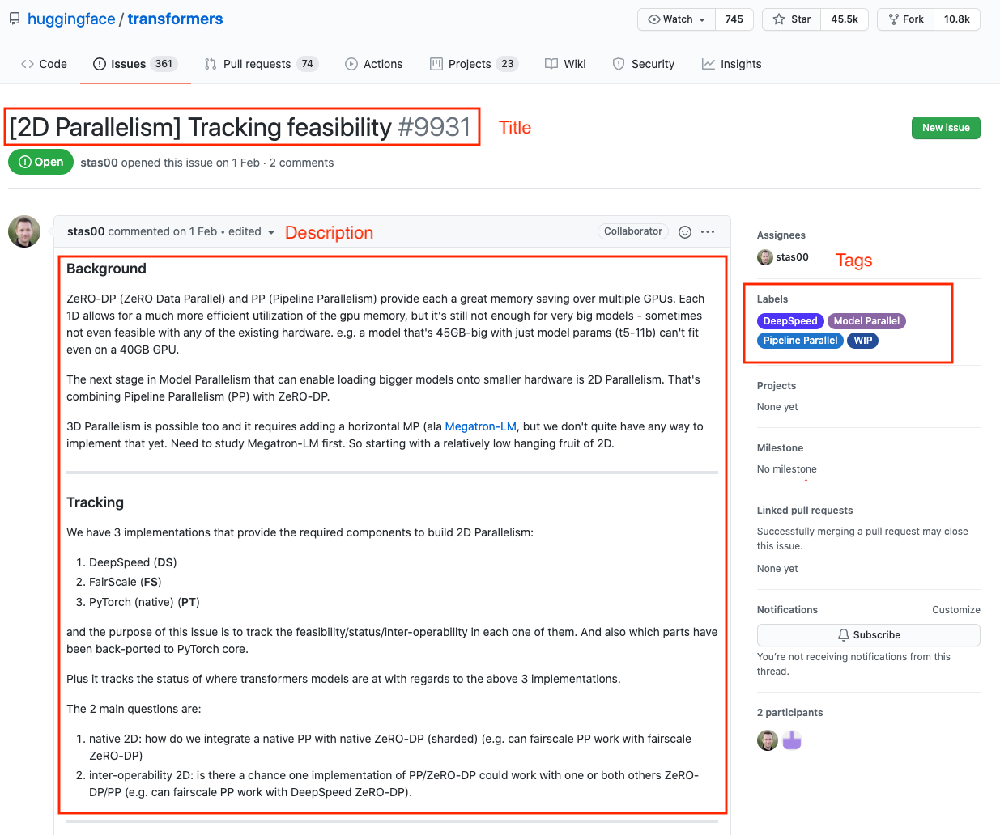 huggingface / transformers
Watch 745 Star 45.5k Fork 10.8k
Code Issues 361 Pull requests 74 Actions Projects 23 Wiki Security Insights
[2D Parallelism] Tracking feasibility #9931 Title
New issue
Open stas00 opened this issue on 1 Feb · 2 comments
stas00 commented on 1 Feb • edited Description Collaborator
Background
ZeRO-DP (ZeRO Data Parallel) and PP (Pipeline Parallelism) provide each a great memory saving over multiple GPUs. Each
1D allows for a much more efficient utilization of the gpu memory, but it's still not enough for very big models - sometimes
not even feasible with any of the existing hardware. e.g. a model that's 45GB-big with just model params (t5-11b) can't fit
even on a 40GB GPU.
The next stage in Model Parallelism that can enable loading bigger models onto smaller hardware is 2D Parallelism. That's
combining Pipeline Parallelism (PP) with ZeRO-DP.
3D Parallelism is possible too and it requires adding a horizontal MP (ala Megatron-LM, but we don't quite have any way to
implement that yet. Need to study Megatron-LM first. So starting with a relatively low hanging fruit of 2D.
Tracking
We have 3 implementations that provide the required components to build 2D Parallelism:
1. DeepSpeed (DS)
2. FairScale (FS)
3. PyTorch (native) (PT)
and the purpose of this issue is to track the feasibility/status/inter-operability in each one of them. And also which parts have
been back-ported to PyTorch core.
Plus it tracks the status of where transformers models are at with regards to the above 3 implementations.
The 2 main questions are:
1. native 2D: how do we integrate a native PP with native ZeRO-DP (sharded) (e.g. can fairscale PP work with fairscale
ZeRO-DP)
2. inter-operability 2D: is there a chance one implementation of PP/ZeRO-DP could work with one or both others ZeRO-
DP/PP (e.g. can fairscale PP work with DeepSpeed ZeRO-DP).
Assignees
stas00
Tags
Labels
DeepSpeed Model Parallel
Pipeline Parallel WIP
Projects
None yet
Milestone
No milestone
Linked pull requests
Successfully merging a pull request may close
this issue.
None yet
Notifications Customize
Subscribe
You're not receiving notifications from this
thread.
2 participants